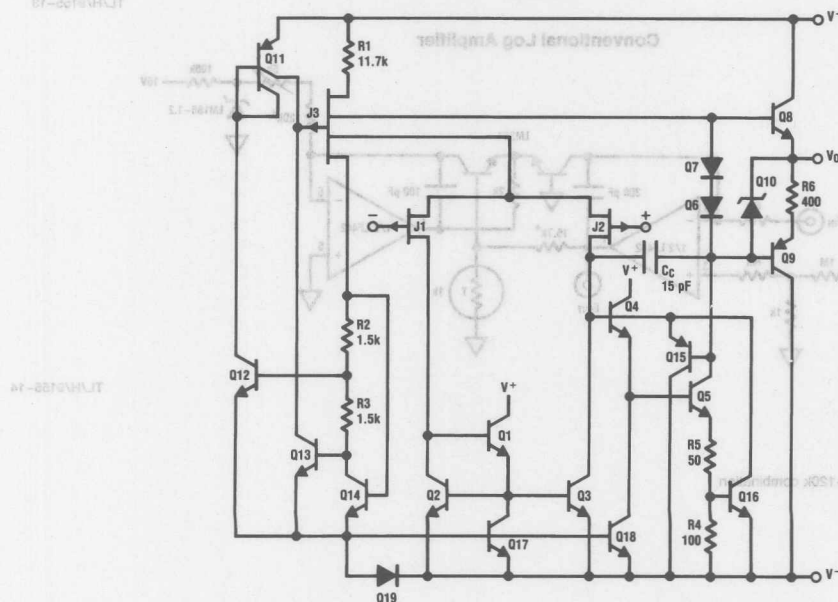 Conventional Log Amplifier
V+
Q11
R1
11.7k
J3
Q8
VO
Q7
Q6
Q10
R6
400
−
J1
J2
+
Q9
CC
15 pF
V+
Q4
R2
1.5k
Q12
Q15
TL/H/9155–14
V+
Q5
R3
1.5k
Q1
Q13
R5
50
Q14
Q2
Q3
Q16
R4
100
Q17
Q18
V−
Q19